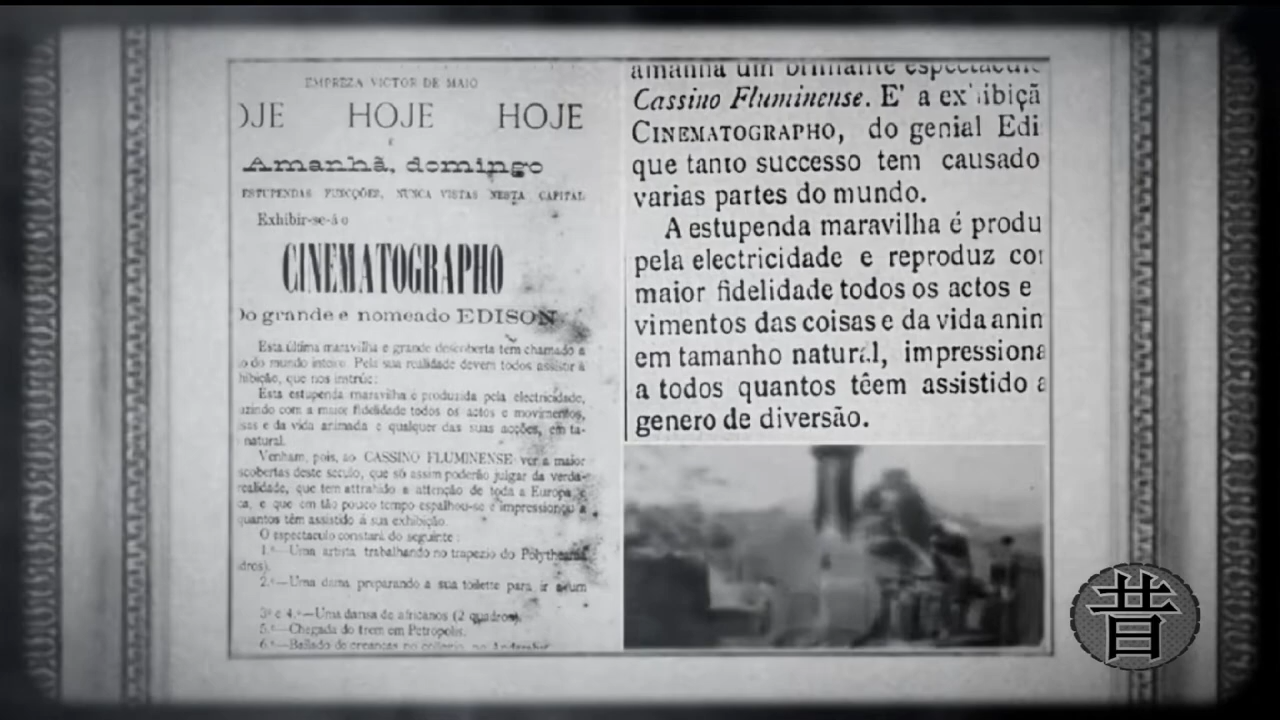 EMPREZA VICTOR DE MAIO
OJE HOJE HOJE
Amanhã, domingo
ESTUPENDAS FUNCÇÕES, NUNCA VISTAS NESTA CAPITAL
Exhibir-se-á o
CINEMATOGRAPHO
Do grande e nomeado EDISON
Esta última maravilha e grande descoberta tem chamado a
o do mundo inteiro. Pela sua realidade devem todos assistir á
hibição, que nos instrúe:
Esta estupenda maravilha é produzida pela electricidade,
uzindo com a maior fidelidade todos os actos e movimentos,
sas e da vida animada e qualquer das suas acções, em ta-
natural.
Venham, pois, ao CASSINO FLUMINENSE ver a maior
scobertas deste século, que só assim poderão julgar da verda-
realidade, que tem attrahido a attenção de toda a Europa e
ca, e que em tão pouco tempo espalhou-se e impressionou a
quantos têm assistido á sua exhibição.
O espectaculo constará do seguinte:
1.º—Uma artista trabalhando no trapezio do
dros).
2.º—Uma dama preparando a sua toilette para ir a um
3º e 4.º—Uma dansa de africanos (2 quadros).
5.º—Chegada do trem em Petropolis.
6.º—Bailado de creanças no collegio, no Andarahy
amanhã um brilhante espectacul
Cassino Fluminense. E' a exhibiçã
CINEMATOGRAPHO, do genial Edi
que tanto successo tem causado
varias partes do mundo.
A estupenda maravilha é produ
pela electricidade e reproduz cor
maior fidelidade todos os actos e
vimentos das coisas e da vida anim
em tamanho natural, impressiona
a todos quantos têem assistido a
genero de diversão.
昔